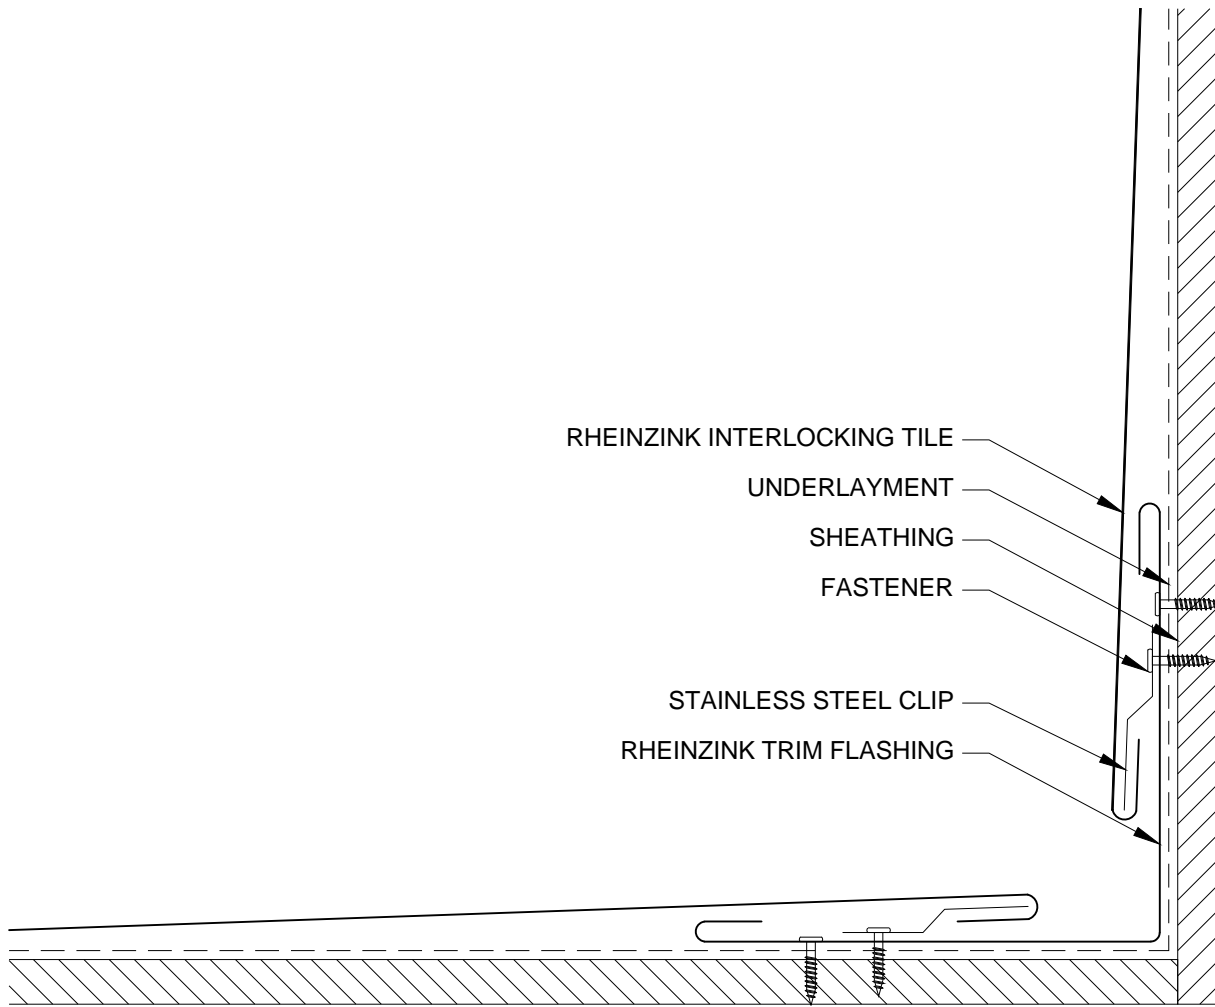 RHEINZINK INTERLOCKING TILE
UNDERLAYMENT
SHEATHING
FASTENER
STAINLESS STEEL CLIP
RHEINZINK TRIM FLASHING